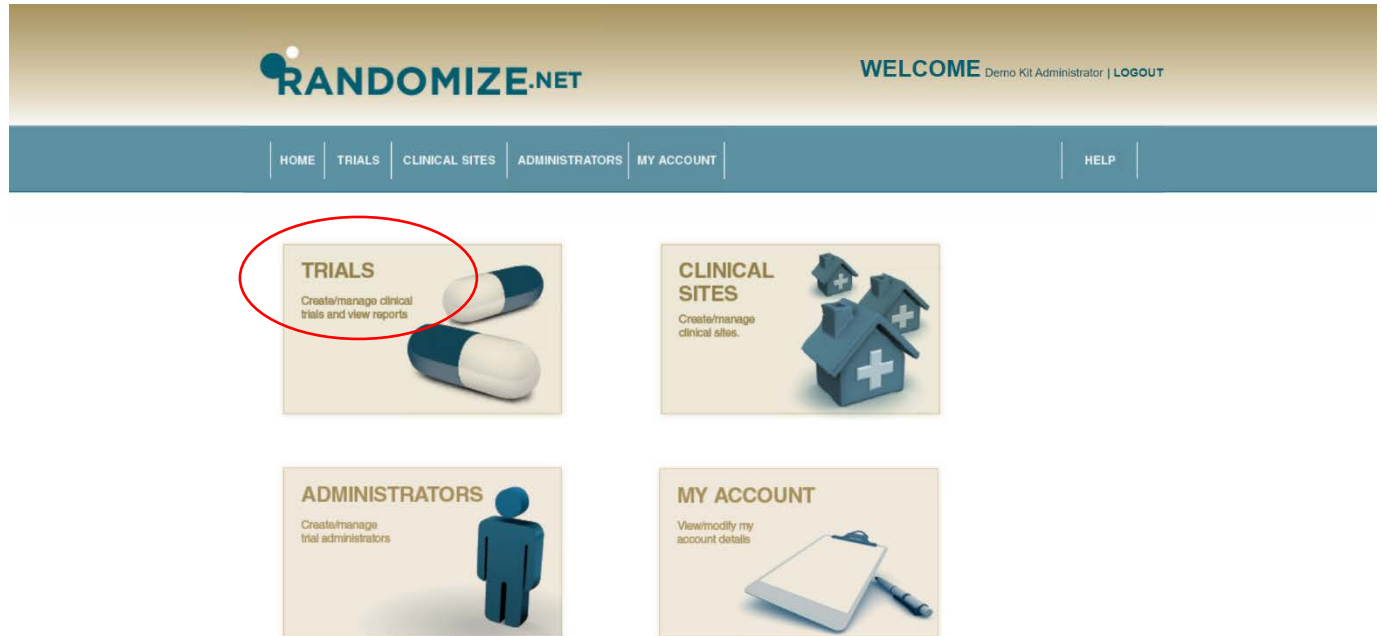 RANDOMIZE.NET
WELCOME Demo Kit Administrator | LOGOUT
HOME TRIALS CLINICAL SITES ADMINISTRATORS MY ACCOUNT HELP
TRIALS
Create/manage clinical
trials and view reports
CLINICAL
SITES
Create/manage
clinical sites.
ADMINISTRATORS
Create/manage
trial administrators
MY ACCOUNT
View/modify my
account details